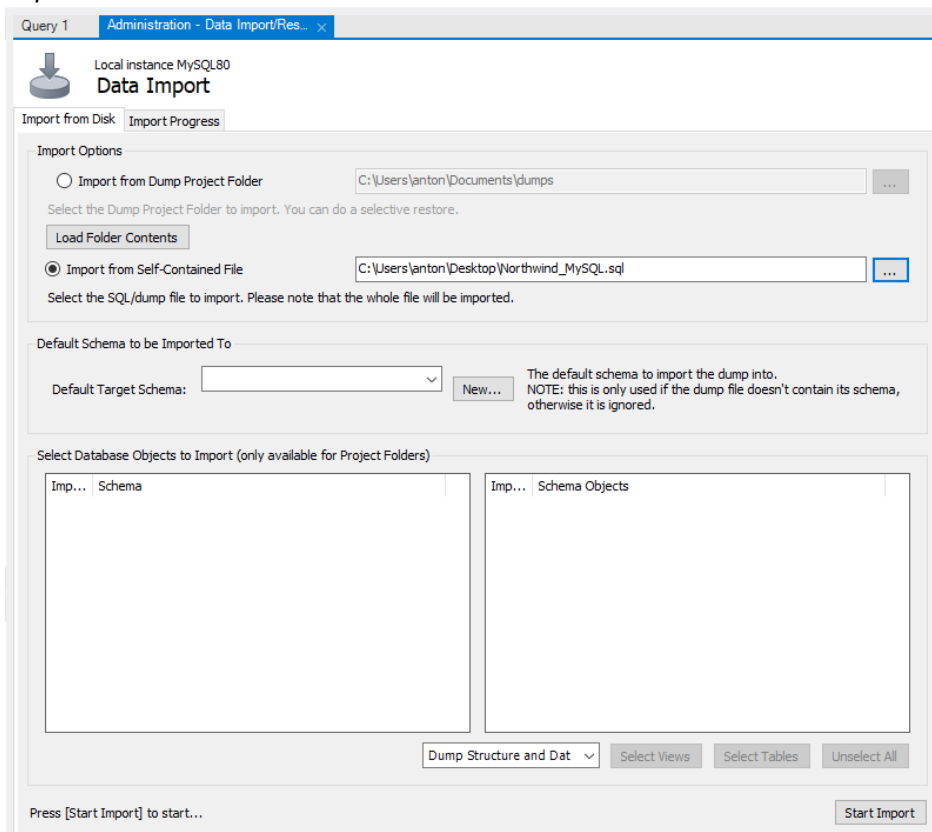 Query 1
Administration - Data Import/Res...
Local instance MySQL80
Data Import
Import from Disk
Import Progress
Import Options
Import from Dump Project Folder
C:\Users\anton\Documents\dumps
...
Select the Dump Project Folder to import. You can do a selective restore.
Load Folder Contents
Import from Self-Contained File
C:\Users\anton\Desktop\Northwind_MySQL.sql
...
Select the SQL/dump file to import. Please note that the whole file will be imported.
Default Schema to be Imported To
Default Target Schema:
New...
The default schema to import the dump into.
NOTE: this is only used if the dump file doesn't contain its schema,
otherwise it is ignored.
Select Database Objects to Import (only available for Project Folders)
Imp... Schema
Imp... Schema Objects
Dump Structure and Dat
Select Views
Select Tables
Unselect All
Press [Start Import] to start...
Start Import